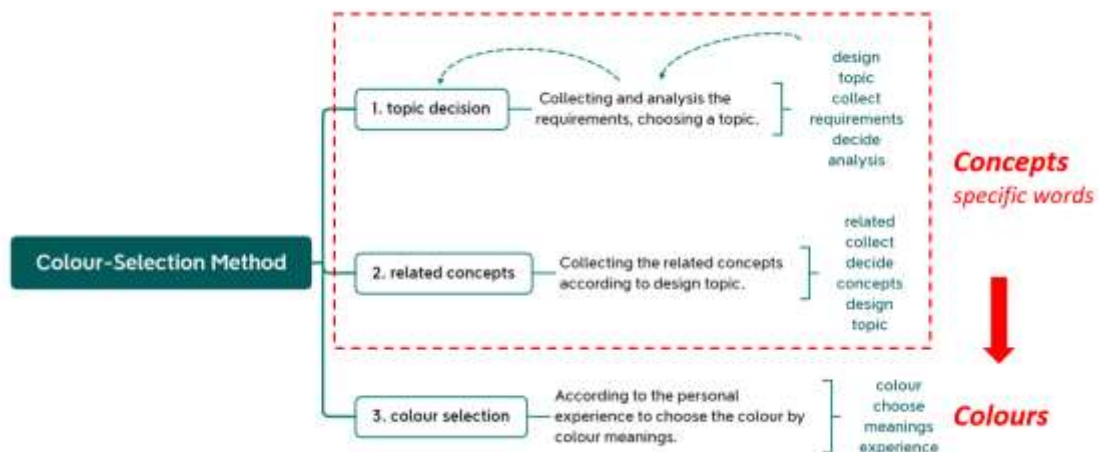 Colour-Selection Method
1. topic decision
Collecting and analysis the
requirements, choosing a topic.
design
topic
collect
requirements
decide
analysis
2. related concepts
Collecting the related concepts
according to design topic.
related
collect
decide
concepts
design
topic
3. colour selection
According to the personal
experience to choose the colour by
colour meanings.
colour
choose
meanings
experience
Concepts
specific words
Colours